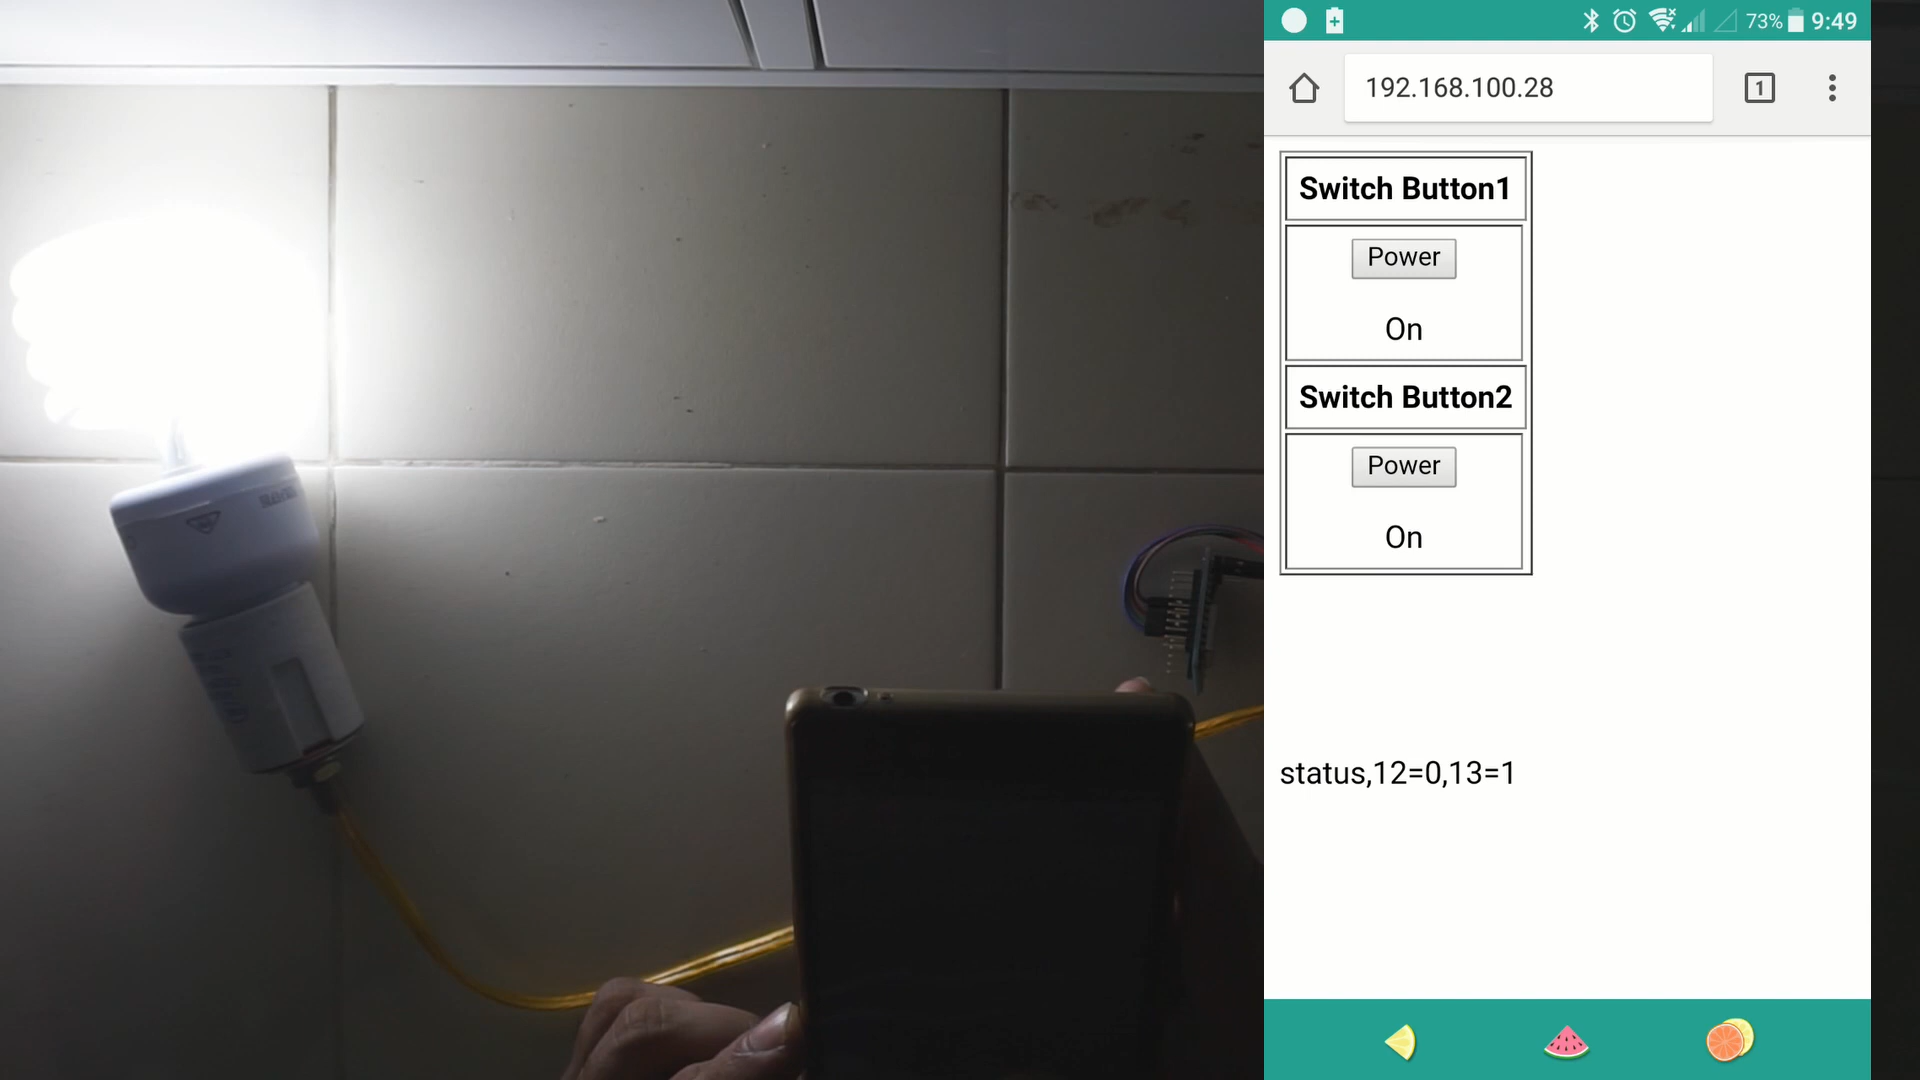 73% 9:49
192.168.100.28
1
Switch Button1
Power
On
Switch Button2
Power
On
status,12=0,13=1